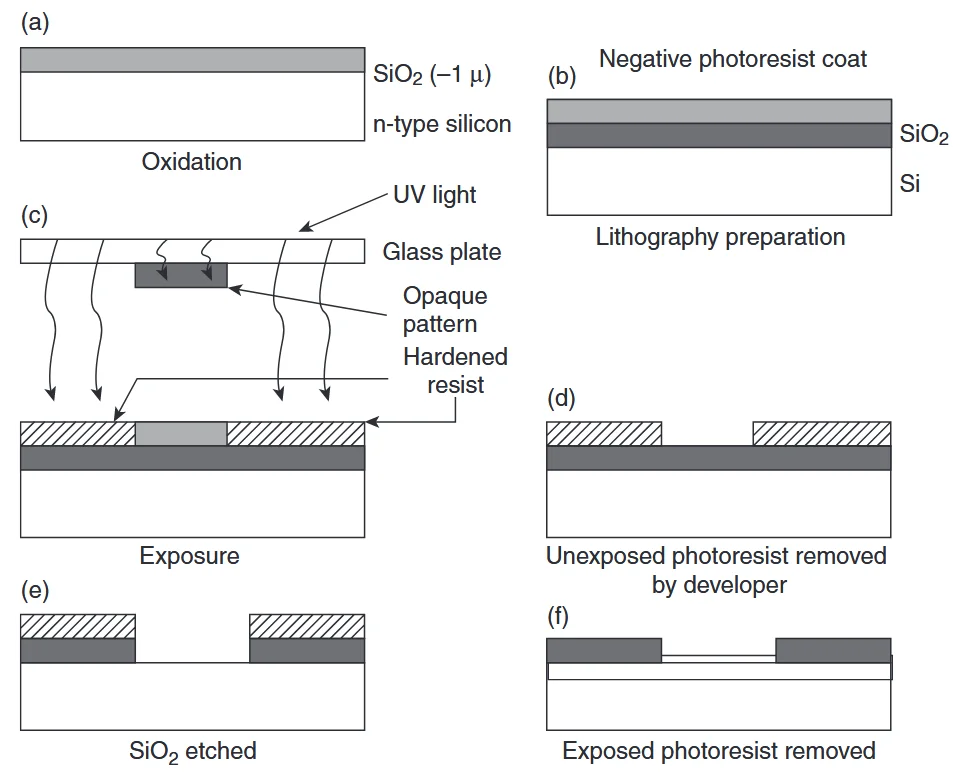 (a)
SiO₂ (–1 μ)
n-type silicon
Oxidation
Negative photoresist coat
(b)
SiO₂
Si
Lithography preparation
(c)
UV light
Glass plate
Opaque
pattern
Hardened
resist
Exposure
(d)
Unexposed photoresist removed
by developer
(e)
SiO₂ etched
(f)
Exposed photoresist removed